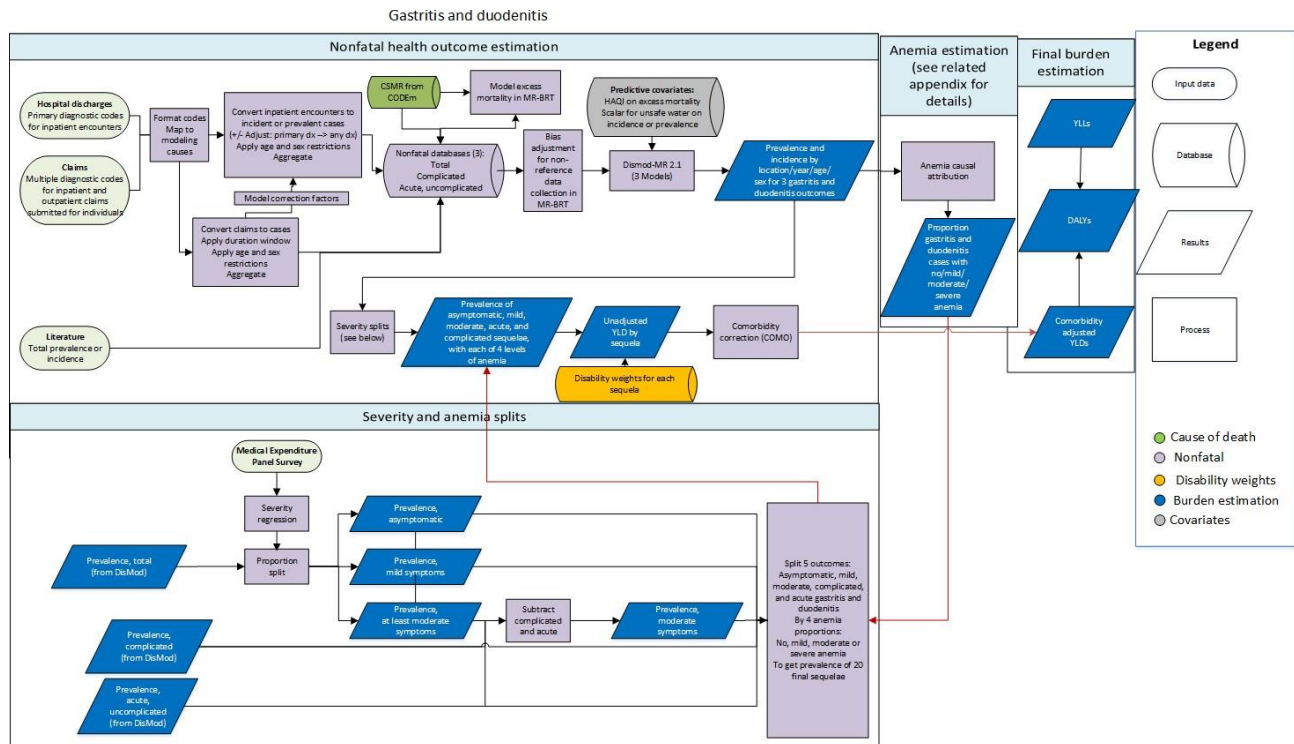 Gastritis and duodenitis
Nonfatal health outcome estimation
Hospital discharges
Primary diagnostic codes
for inpatient encounters
Claims
Multiple diagnostic codes
for inpatient and
outpatient claims
submitted for individuals
Format codes
Map to
modeling
causes
Convert inpatient encounters to
incident or prevalent cases
(+/- Adjust: primary dx –> any dx)
Apply age and sex restrictions
Aggregate
Model correction factors
Convert claims to cases
Apply duration window
Apply age and sex
restrictions
Aggregate
CSMR from
CODEm
Model excess
mortality in MR-BRT
Nonfatal databases (3):
Total
Complicated
Acute, uncomplicated
Bias
adjustment
for non-
reference
data
collection in
MR-BRT
Predictive covariates:
HAQI on excess mortality
Scalar for unsafe water on
incidence or prevalence
Dismod-MR 2.1
(3 Models)
Prevalence and
incidence by
location/year/age/
sex for 3 gastritis and
duodenitis outcomes
Literature
Total prevalence or
incidence
Severity splits
(see below)
Prevalence of
asymptomatic, mild,
moderate, acute, and
complicated sequelae,
with each of 4 levels
of anemia
Unadjusted
YLD by
sequela
Disability weights for each
sequela
Comorbidity
correction (COMO)
Anemia estimation
(see related
appendix for
details)
Anemia causal
attribution
Proportion
gastritis and
duodenitis
cases with
no/mild/
moderate/
severe anemia
Final burden
estimation
YLLs
DALYs
Comorbidity
adjusted
YLDs
Legend
Input data
Database
Results
Process
Cause of death
Nonfatal
Disability weights
Burden estimation
Covariates
Severity and anemia splits
Medical Expenditure
Panel Survey
Severity
regression
Prevalence, total
(from DisMod)
Proportion
split
Prevalence,
asymptomatic
Prevalence,
mild symptoms
Prevalence,
at least moderate
symptoms
Subtract
complicated
and acute
Prevalence,
moderate
symptoms
Prevalence,
complicated
(from DisMod)
Prevalence,
acute,
uncomplicated
(from DisMod)
Split 5 outcomes:
Asymptomatic, mild,
moderate, complicated,
and acute gastritis and
duodenitis
By 4 anemia
proportions:
No, mild, moderate or
severe anemia
To get prevalence of 20
final sequelae